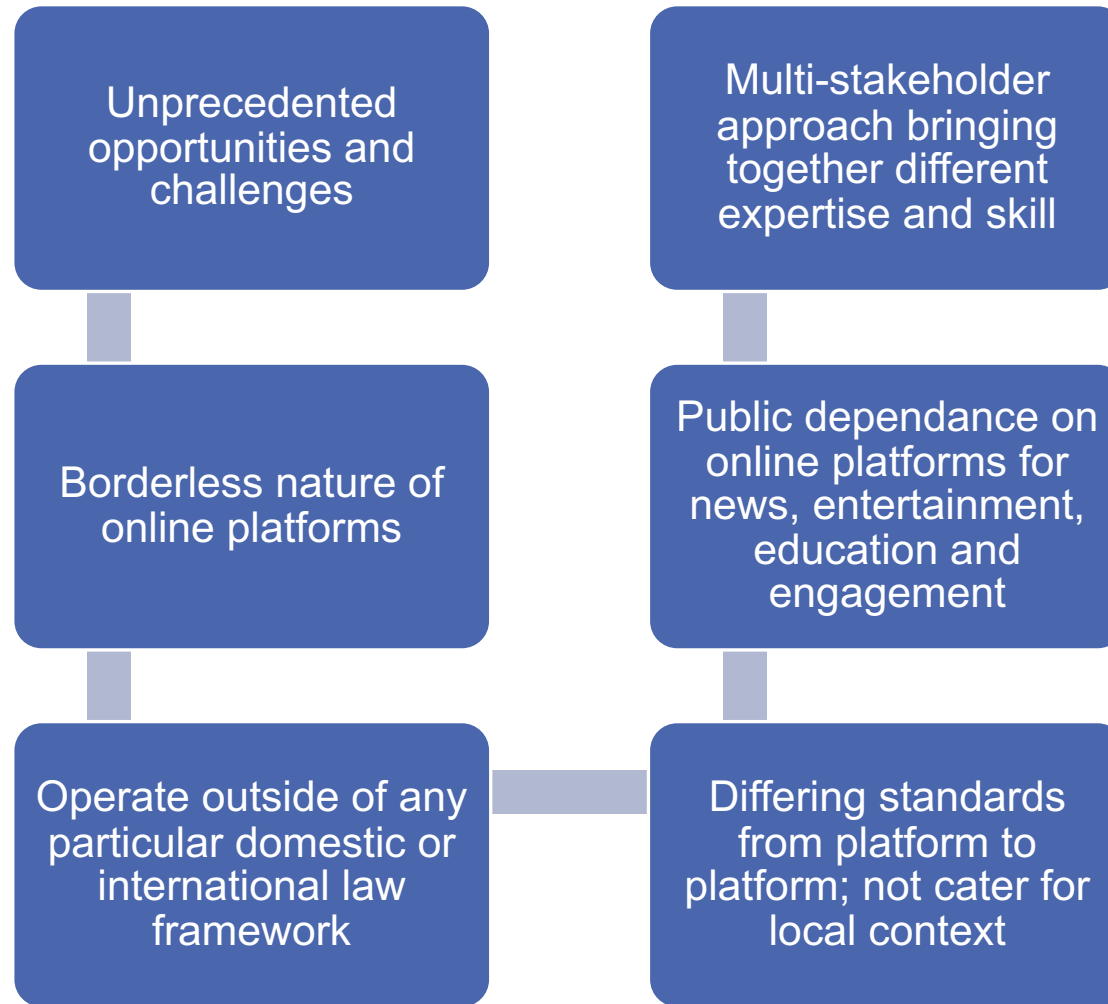 Unprecedented
opportunities and
challenges
Borderless nature of
online platforms
Operate outside of any
particular domestic or
international law
framework
Differing standards
from platform to
platform; not cater for
local context
Public dependance on
online platforms for
news, entertainment,
education and
engagement
Multi-stakeholder
approach bringing
together different
expertise and skill